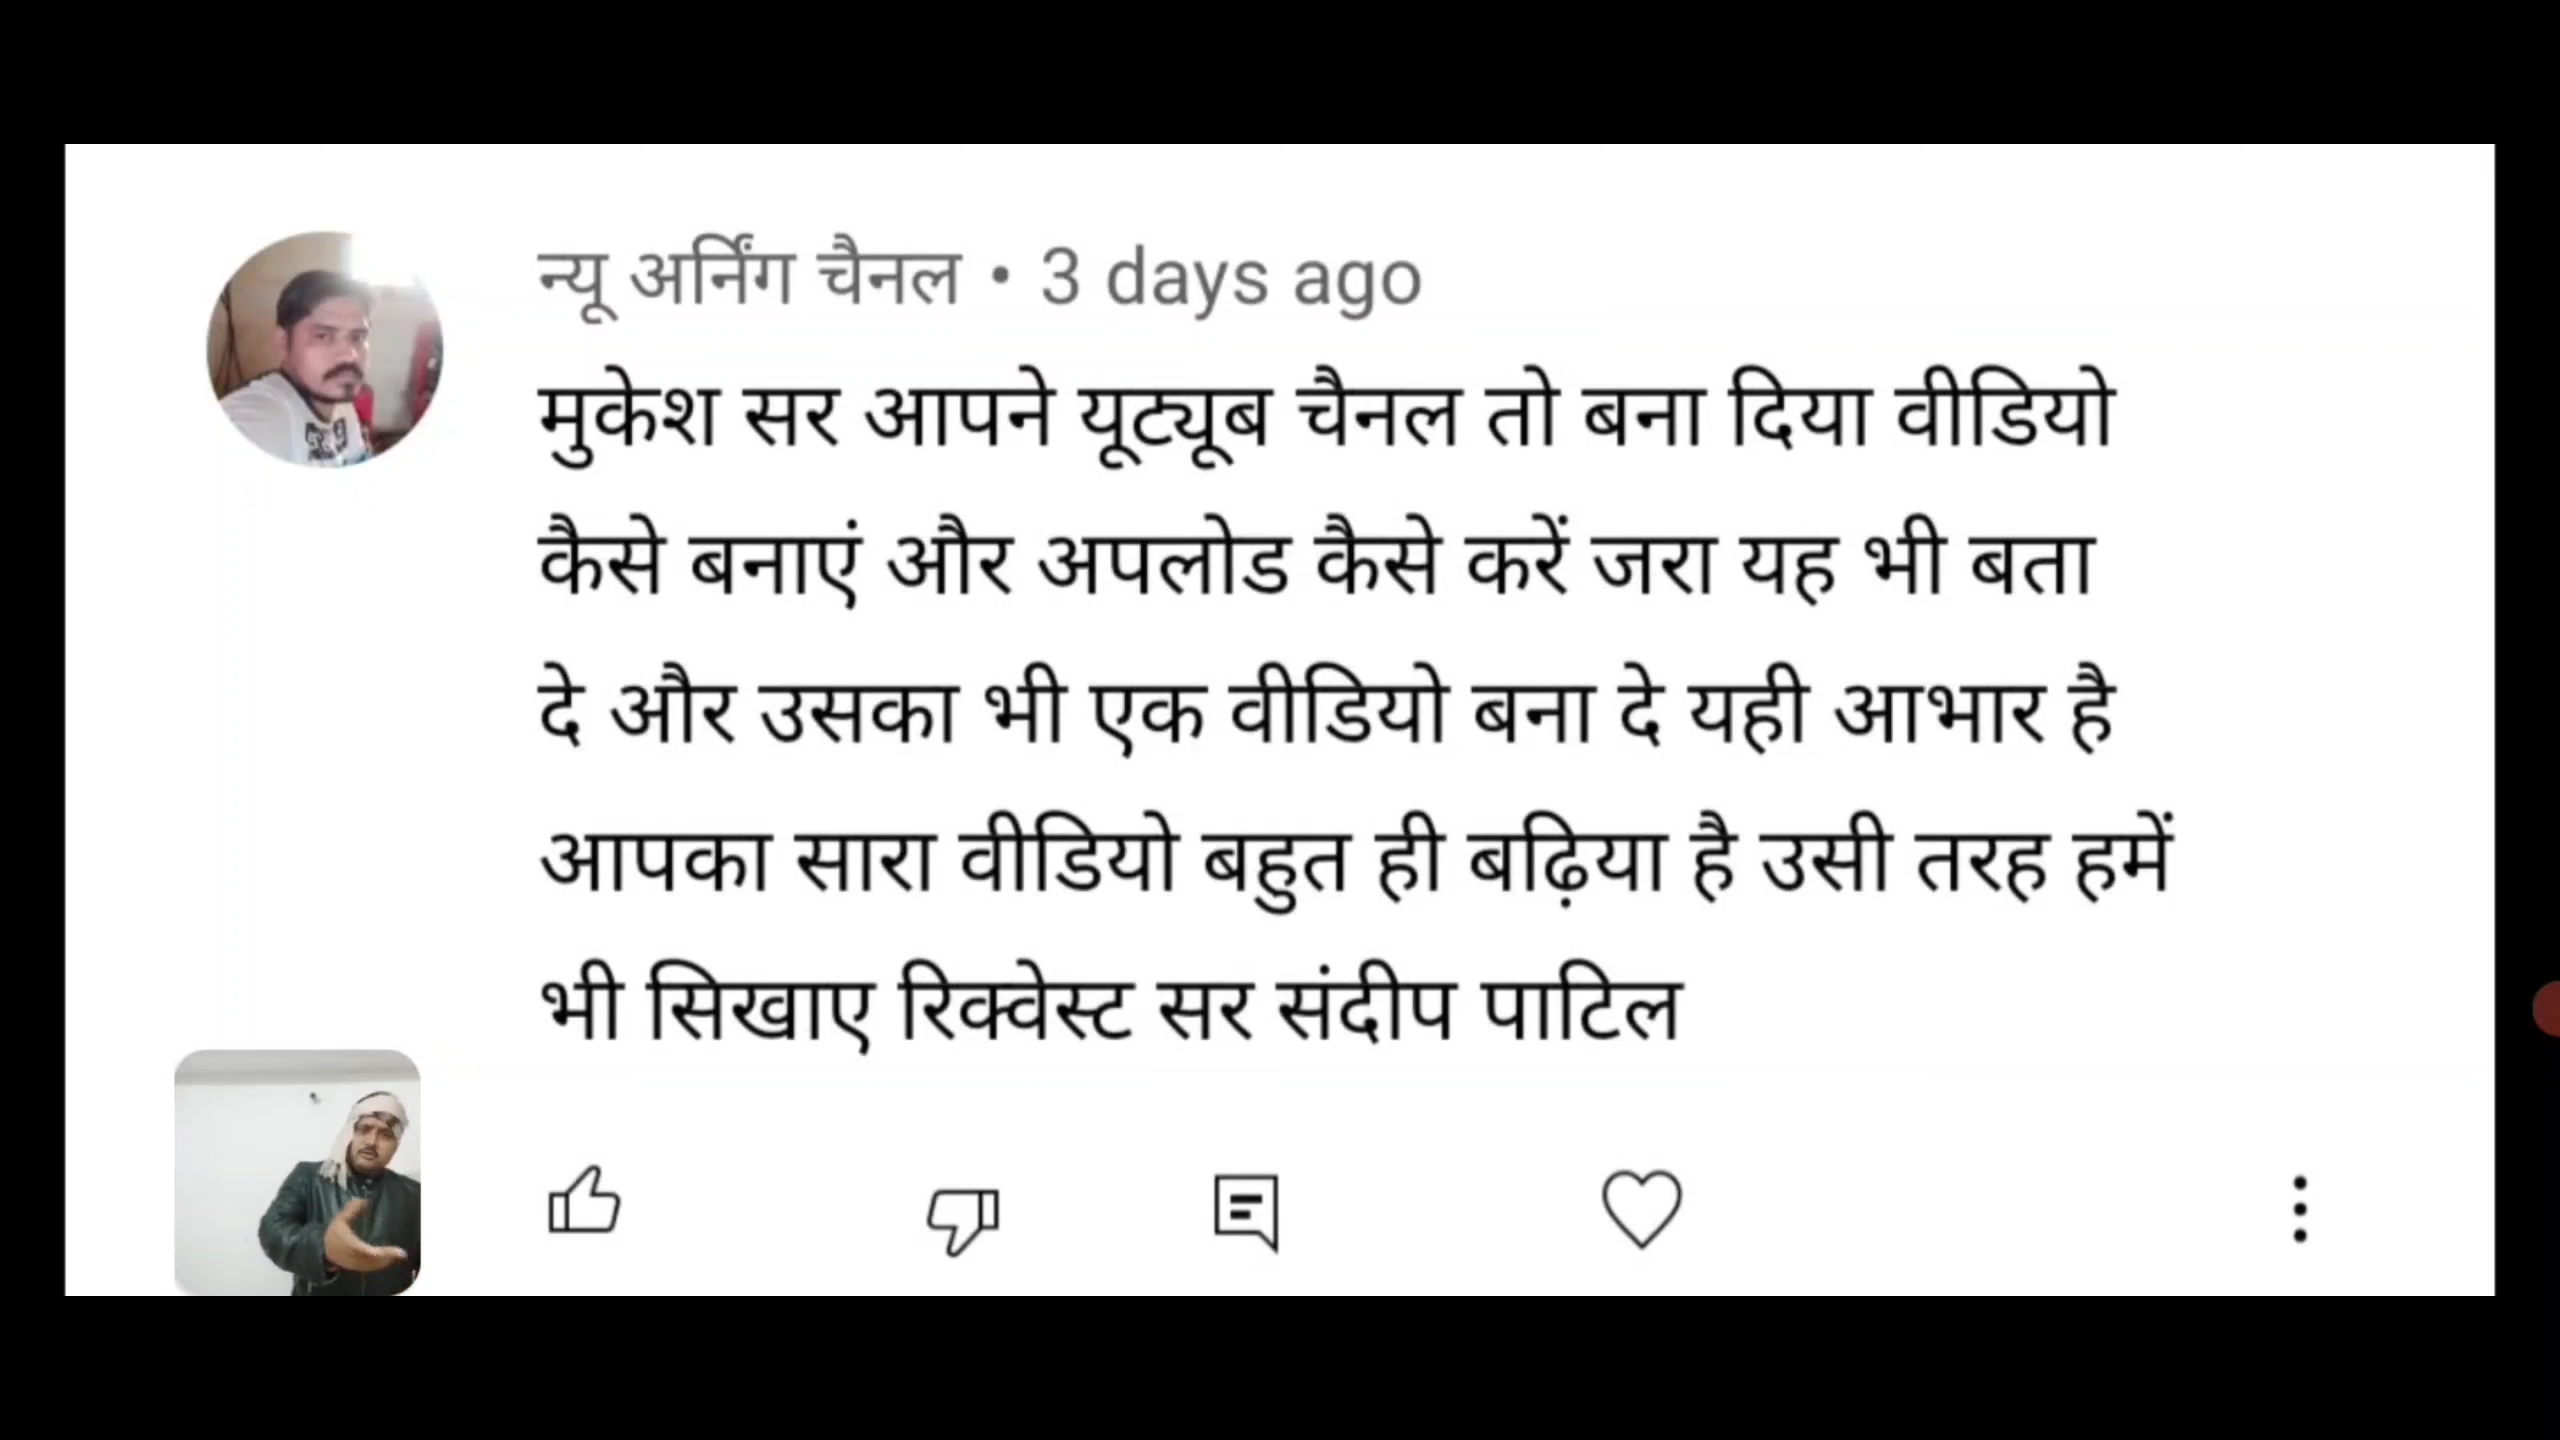 न्यू अर्निंग चैनल • 3 days ago
मुकेश सर आपने यूट्यूब चैनल तो बना दिया वीडियो
कैसे बनाएं और अपलोड कैसे करें जरा यह भी बता
दे और उसका भी एक वीडियो बना दे यही आभार है
आपका सारा वीडियो बहुत ही बढ़िया है उसी तरह हमें
भी सिखाए रिक्वेस्ट सर संदीप पाटिल